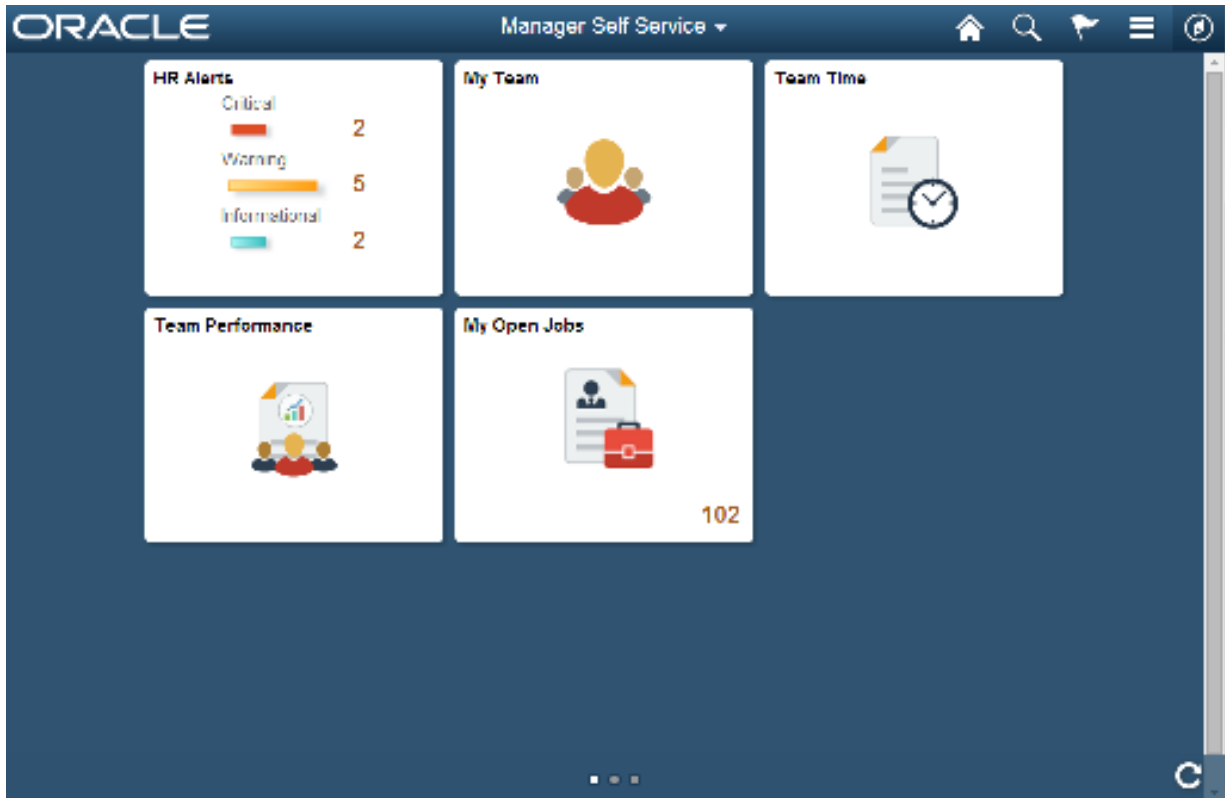 ORACLE
Manager Self Service
HR Alerts
Critical
2
Warning
5
Informational
2
My Team
Team Time
Team Performance
My Open Jobs
102